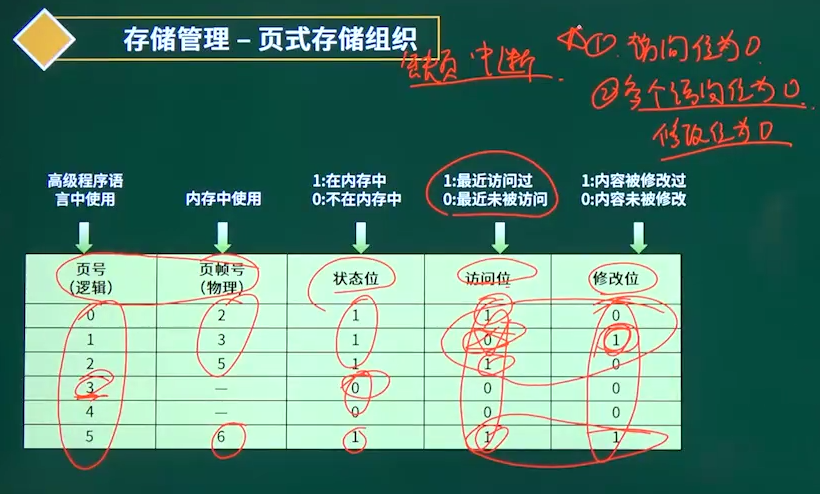 存储管理 – 页式存储组织
缺页中断
① 访问位为0
②多个访问位为0
修改位为0
高级程序语
言中使用
内存中使用
1:在内存中
0:不在内存中
1:最近访问过
0:最近未被访问
1:内容被修改过
0:内容未被修改
页号
(逻辑)
页帧号
(物理)
状态位
访问位
修改位
0 2 1 1 0
1 3 1 0 1
2 5 1 1 0
3 — 0 0 0
4 — 0 0 0
5 6 1 1 1